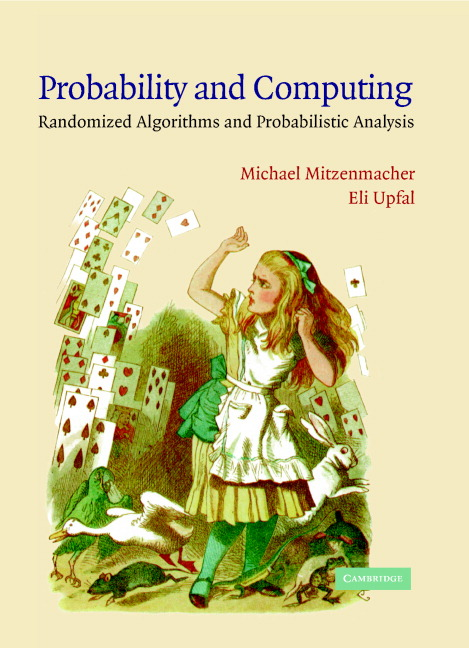 Probability and Computing
Randomized Algorithms and Probabilistic Analysis
Michael Mitzenmacher
Eli Upfal
CAMBRIDGE